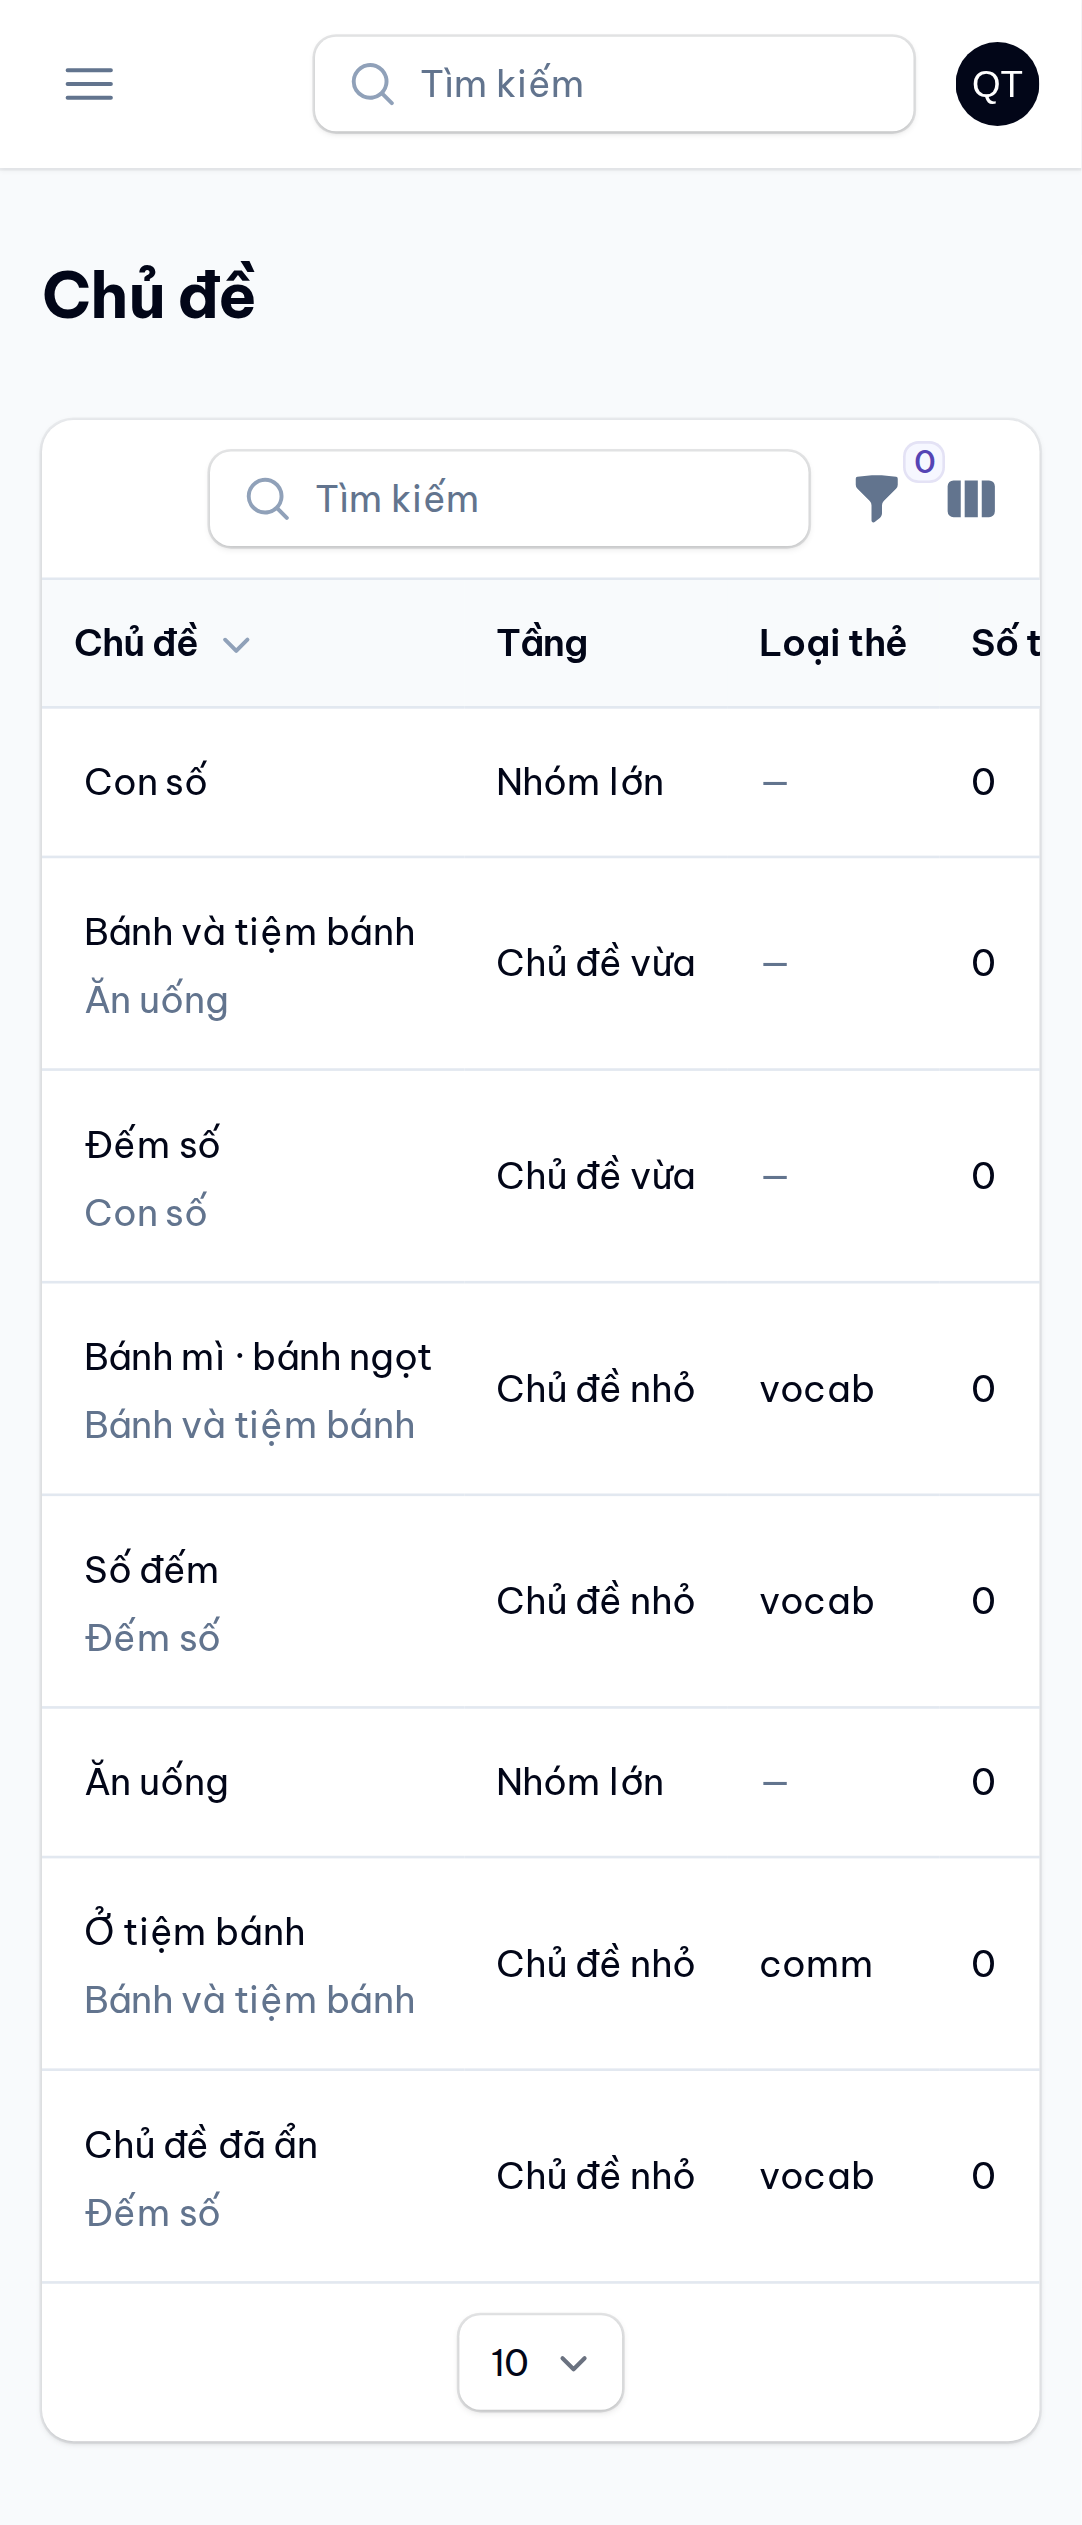 Tìm kiếm
QT
Chủ đề
Tìm kiếm
0
Chủ đề
Tầng
Loại thẻ
Số t
Con số
Nhóm lớn
—
0
Bánh và tiệm bánh
Ăn uống
Chủ đề vừa
—
0
Đếm số
Con số
Chủ đề vừa
—
0
Bánh mì · bánh ngọt
Bánh và tiệm bánh
Chủ đề nhỏ
vocab
0
Số đếm
Đếm số
Chủ đề nhỏ
vocab
0
Ăn uống
Nhóm lớn
—
0
Ở tiệm bánh
Bánh và tiệm bánh
Chủ đề nhỏ
comm
0
Chủ đề đã ẩn
Đếm số
Chủ đề nhỏ
vocab
0
10